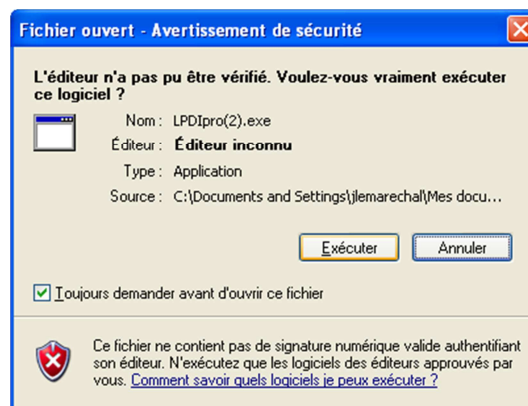 Fichier ouvert - Avertissement de sécurité
L'éditeur n'a pas pu être vérifié. Voulez-vous vraiment exécuter
ce logiciel ?
Nom : LPDIpro(2).exe
Éditeur : Éditeur inconnu
Type : Application
Source : C:\Documents and Settings\jlemarechal\Mes docu...
Exécuter Annuler
Toujours demander avant d'ouvrir ce fichier
Ce fichier ne contient pas de signature numérique valide authentifiant
son éditeur. N'exécutez que les logiciels des éditeurs approuvés par
vous. Comment savoir quels logiciels je peux exécuter ?